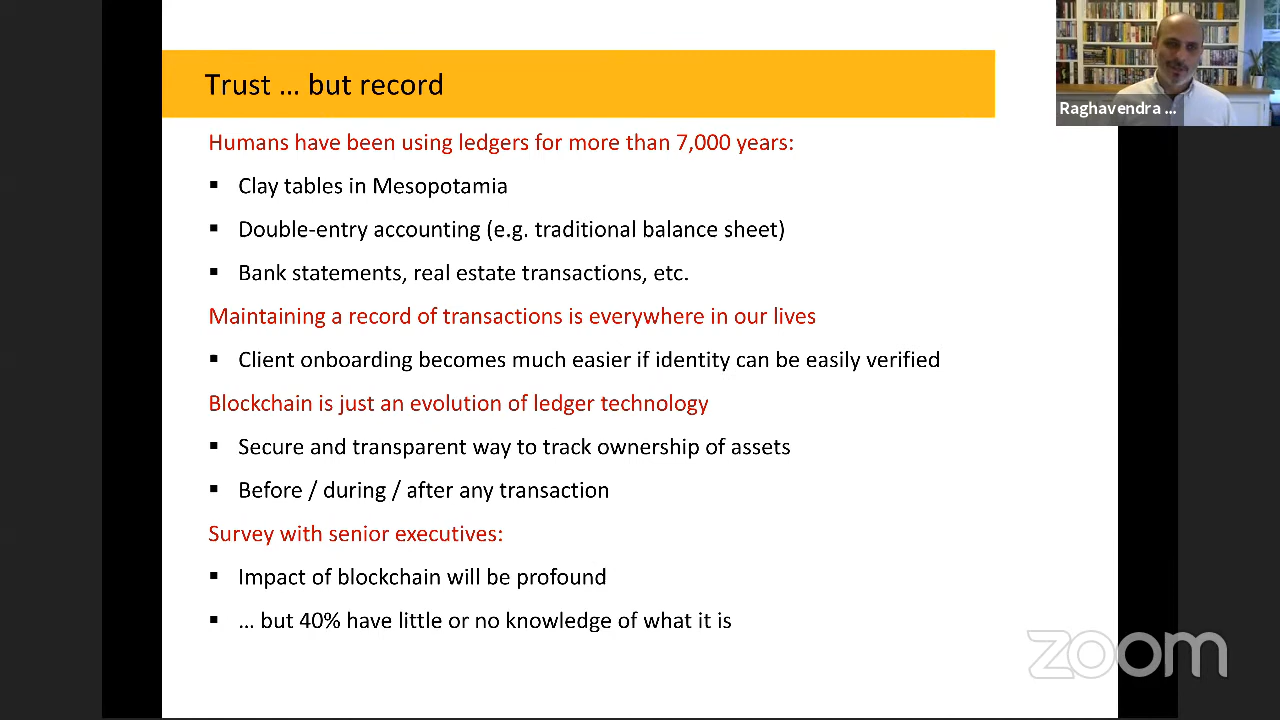 Trust … but record
Raghavendra ...
Humans have been using ledgers for more than 7,000 years:
▪ Clay tables in Mesopotamia
▪ Double-entry accounting (e.g. traditional balance sheet)
▪ Bank statements, real estate transactions, etc.
Maintaining a record of transactions is everywhere in our lives
▪ Client onboarding becomes much easier if identity can be easily verified
Blockchain is just an evolution of ledger technology
▪ Secure and transparent way to track ownership of assets
▪ Before / during / after any transaction
Survey with senior executives:
▪ Impact of blockchain will be profound
▪ … but 40% have little or no knowledge of what it is
zoom